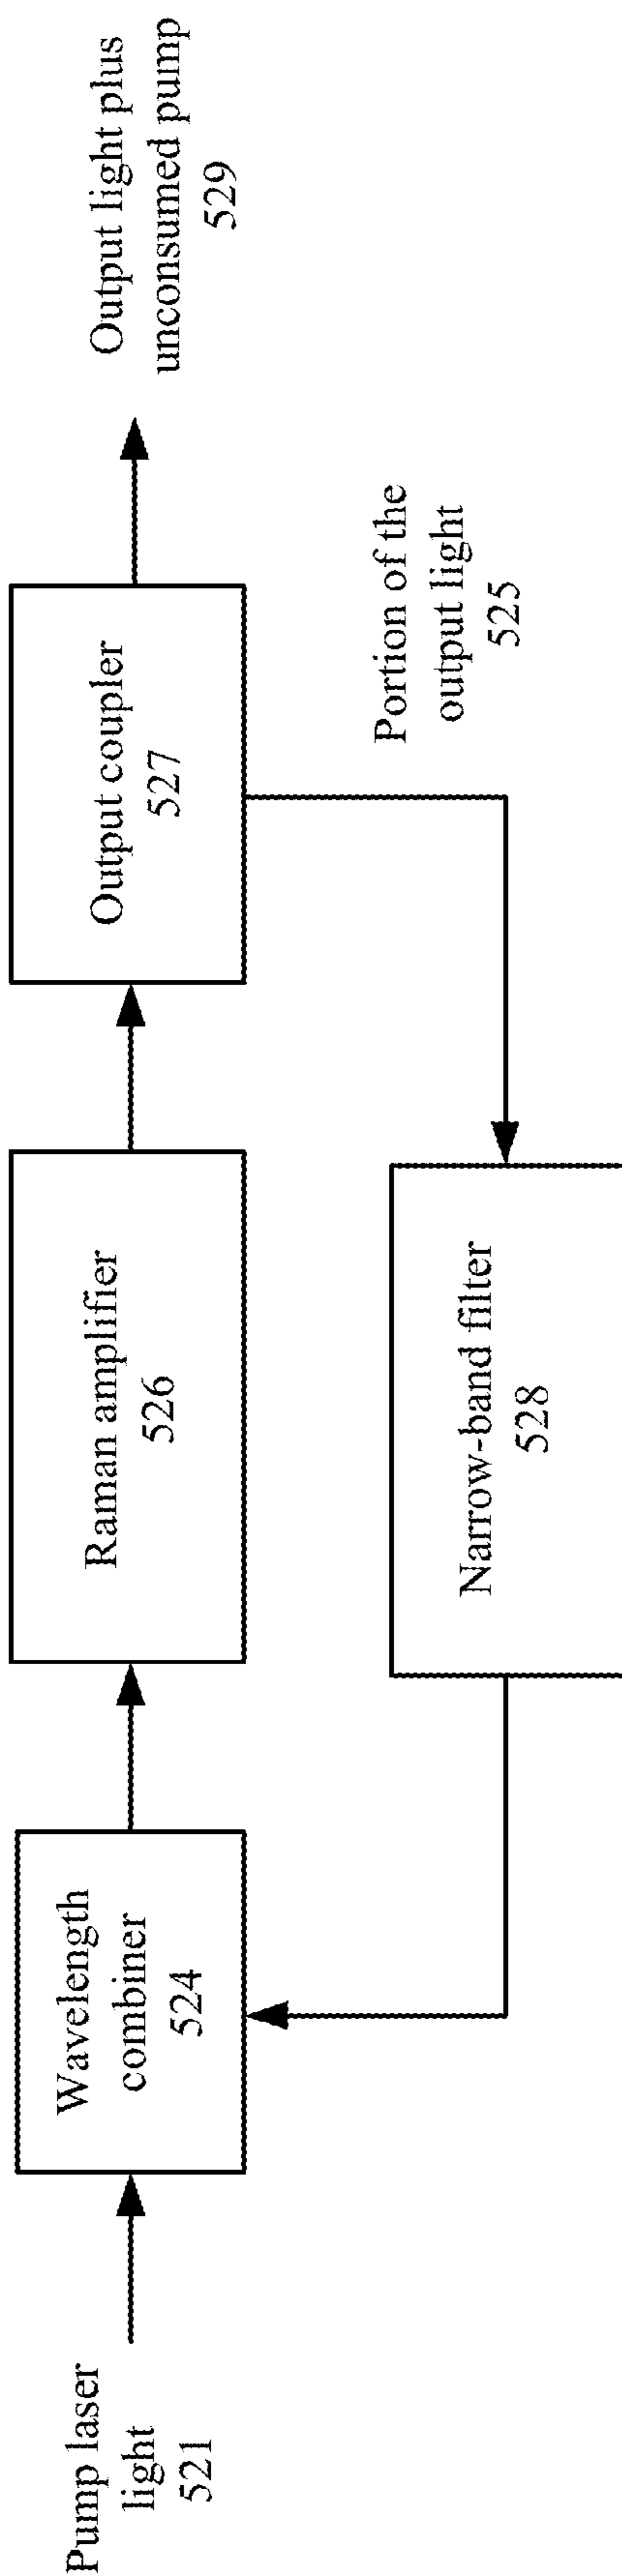 Pump laser
light
521
Wavelength
combiner
524
Raman amplifier
526
Output coupler
527
Output light plus
unconsumed pump
529
Portion of the
output light
525
Narrow-band filter
528